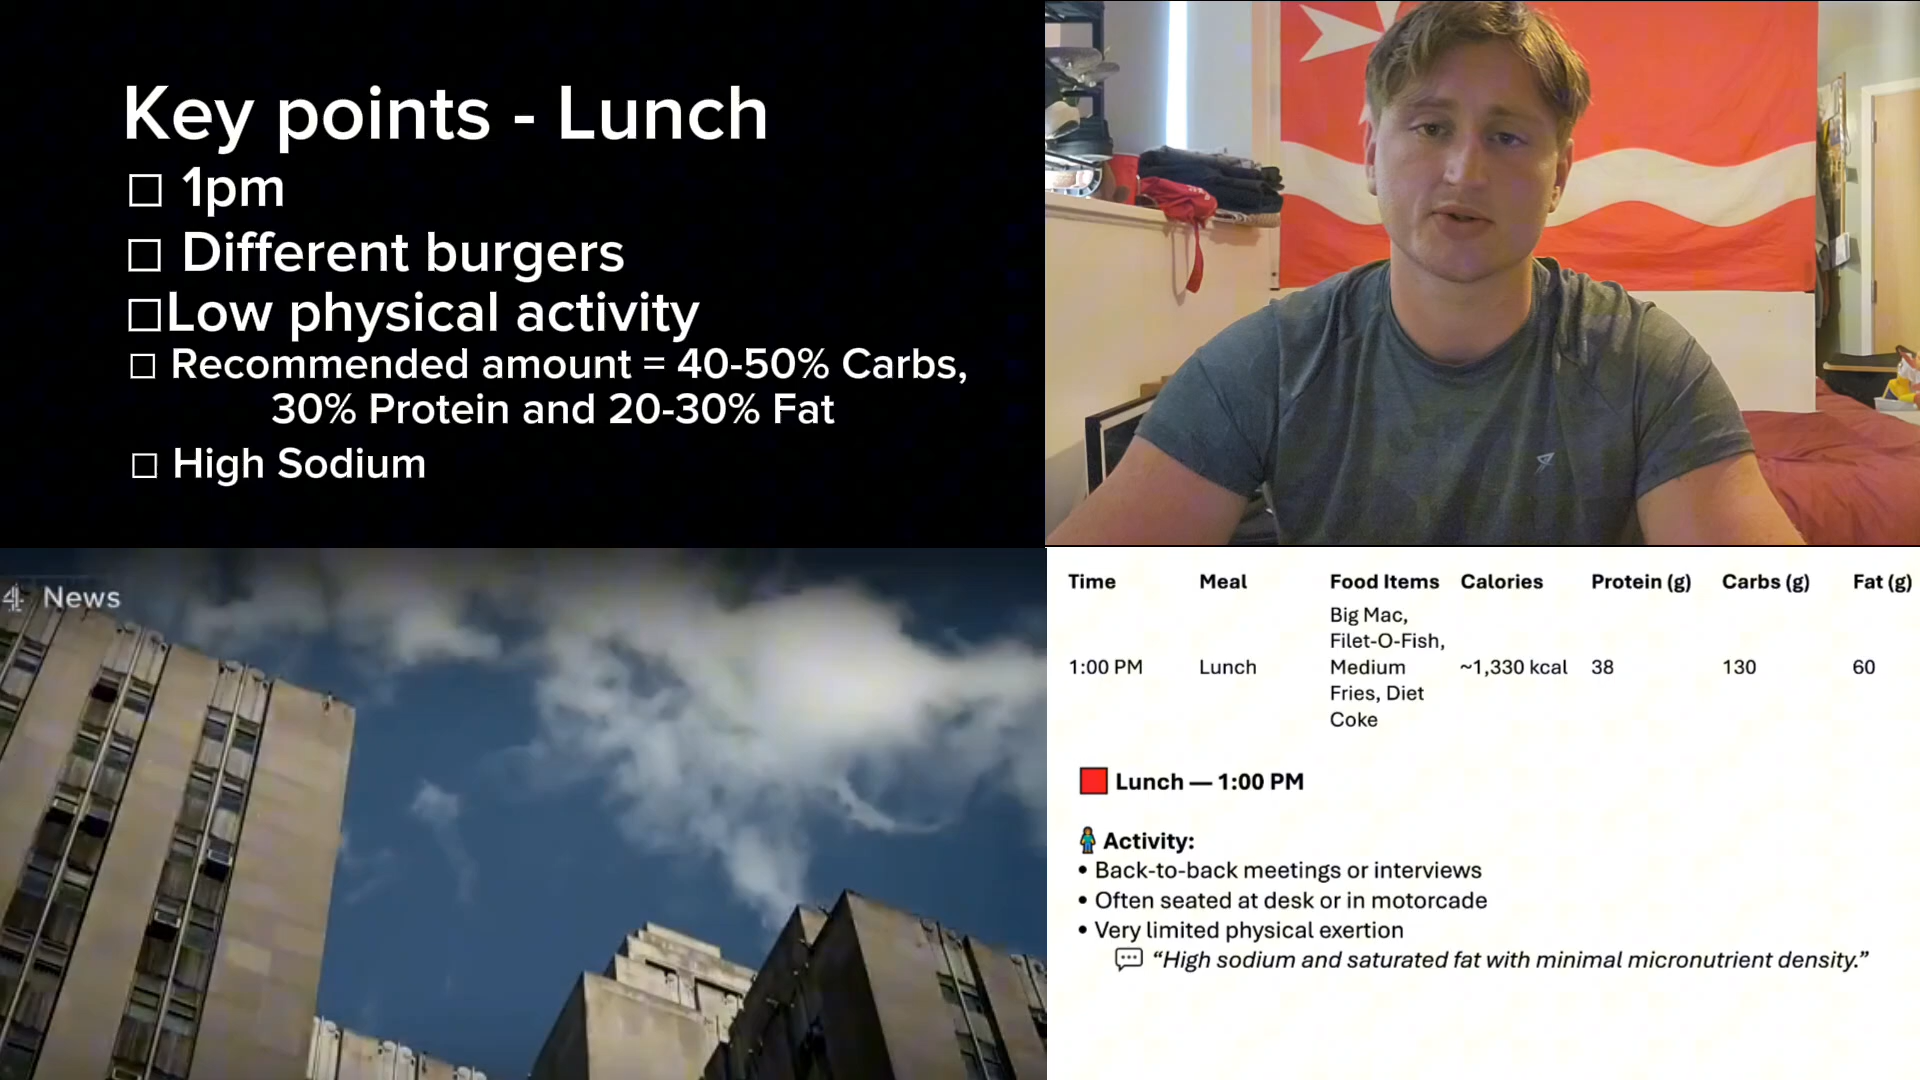 Key points - Lunch
☐ 1pm
☐ Different burgers
☐Low physical activity
☐ Recommended amount = 40-50% Carbs,
30% Protein and 20-30% Fat
☐ High Sodium
4 News
Time Meal Food Items Calories Protein (g) Carbs (g) Fat (g)
Big Mac,
Filet-O-Fish,
1:00 PM Lunch Medium ~1,330 kcal 38 130 60
Fries, Diet
Coke
Lunch — 1:00 PM
Activity:
• Back-to-back meetings or interviews
• Often seated at desk or in motorcade
• Very limited physical exertion
“High sodium and saturated fat with minimal micronutrient density.”